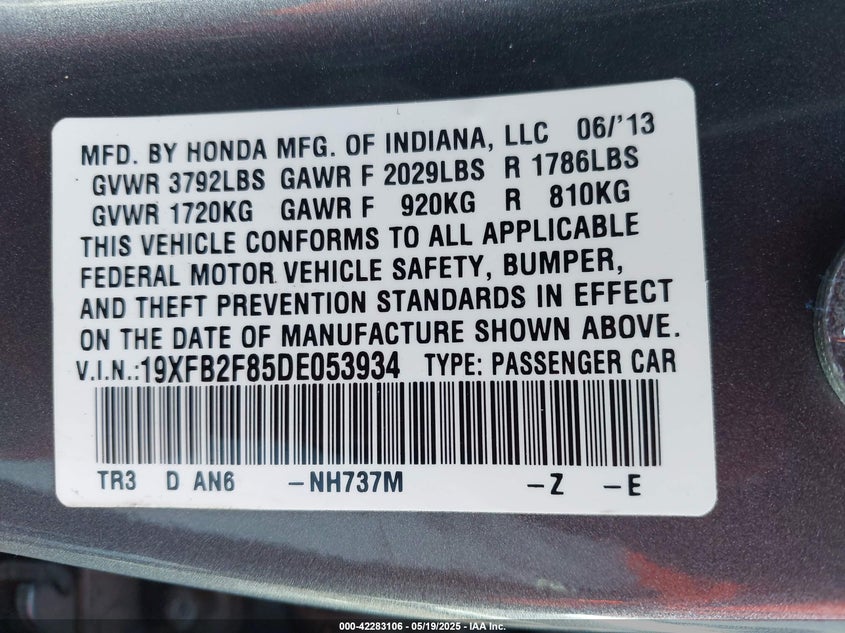 MFD. BY HONDA MFG. OF INDIANA, LLC 06/'13
GVWR 3792LBS GAWR F 2029LBS R 1786LBS
GVWR 1720KG GAWR F 920KG R 810KG
THIS VEHICLE CONFORMS TO ALL APPLICABLE
FEDERAL MOTOR VEHICLE SAFETY, BUMPER,
AND THEFT PREVENTION STANDARDS IN EFFECT
ON THE DATE OF MANUFACTURE SHOWN ABOVE.
V.I.N.:19XFB2F85DE053934 TYPE: PASSENGER CAR
TR3 D AN6 -NH737M -Z -E
000-42283106 — 05/19/2025 — IAA Inc.